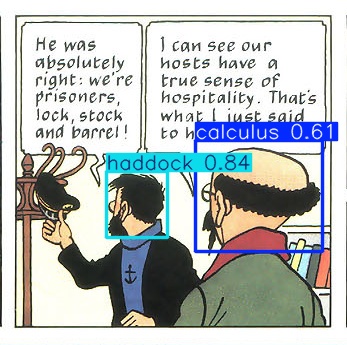 He was
absolutely
right: we're
prisoners,
lock, stock
and barrel!
I can see our
hosts have a
true sense of
hospitality. That's
what I just said
to
calculus 0.61
haddock 0.84